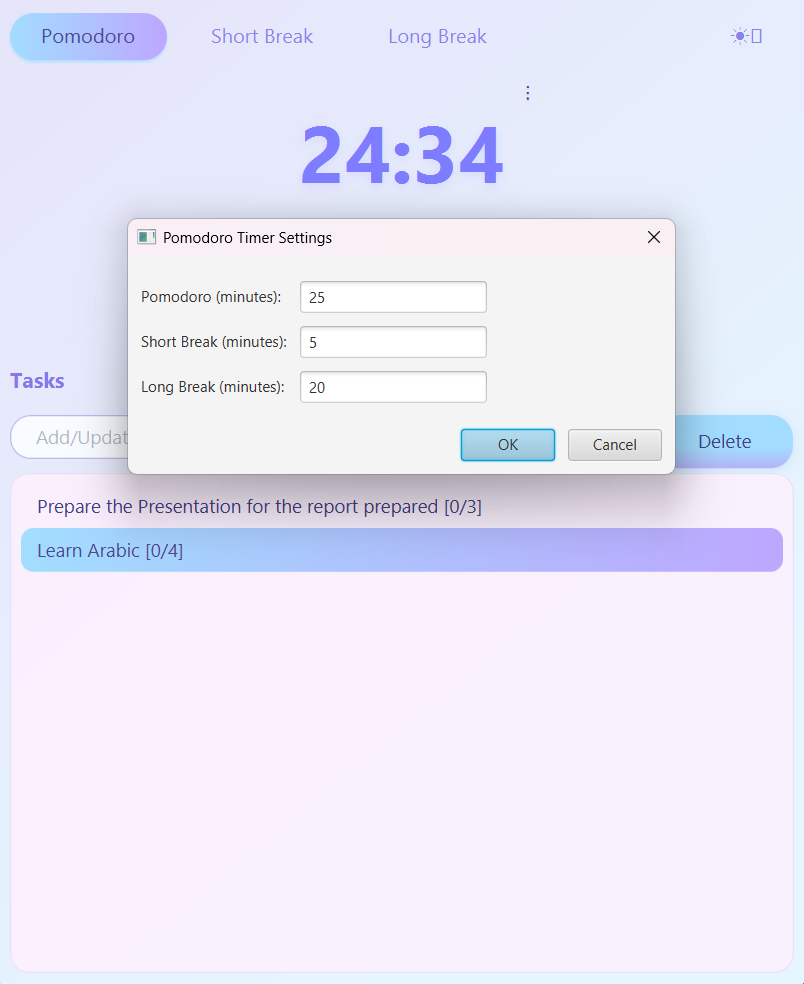 Pomodoro Short Break Long Break
24:34
Pomodoro Timer Settings
Pomodoro (minutes): 25
Short Break (minutes): 5
Long Break (minutes): 20
OK Cancel
Tasks
Add/Updat Delete
Prepare the Presentation for the report prepared [0/3]
Learn Arabic [0/4]